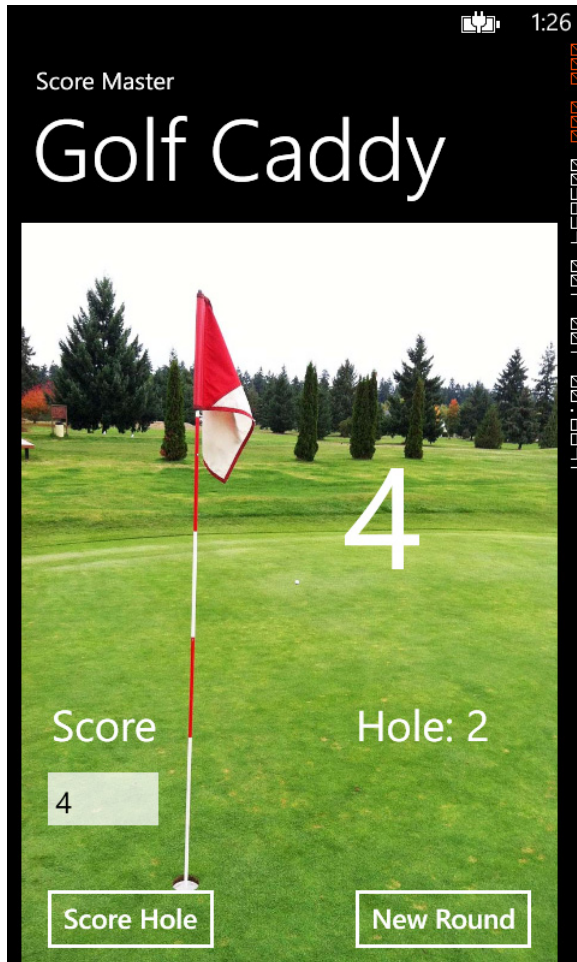 1:26
Score Master
Golf Caddy
4
Score
Hole: 2
4
Score Hole
New Round